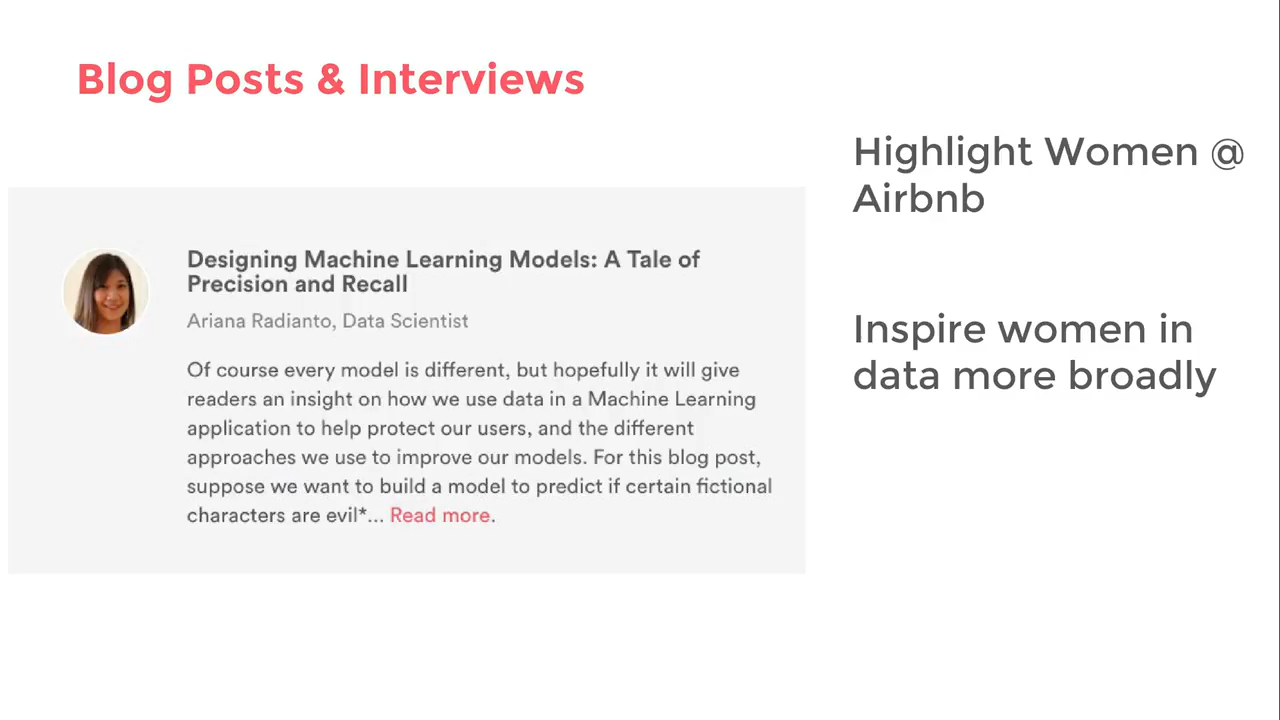 Blog Posts & Interviews
Highlight Women @
Airbnb
Designing Machine Learning Models: A Tale of
Precision and Recall
Ariana Radianto, Data Scientist
Of course every model is different, but hopefully it will give
readers an insight on how we use data in a Machine Learning
application to help protect our users, and the different
approaches we use to improve our models. For this blog post,
suppose we want to build a model to predict if certain fictional
characters are evil*... Read more.
Inspire women in
data more broadly